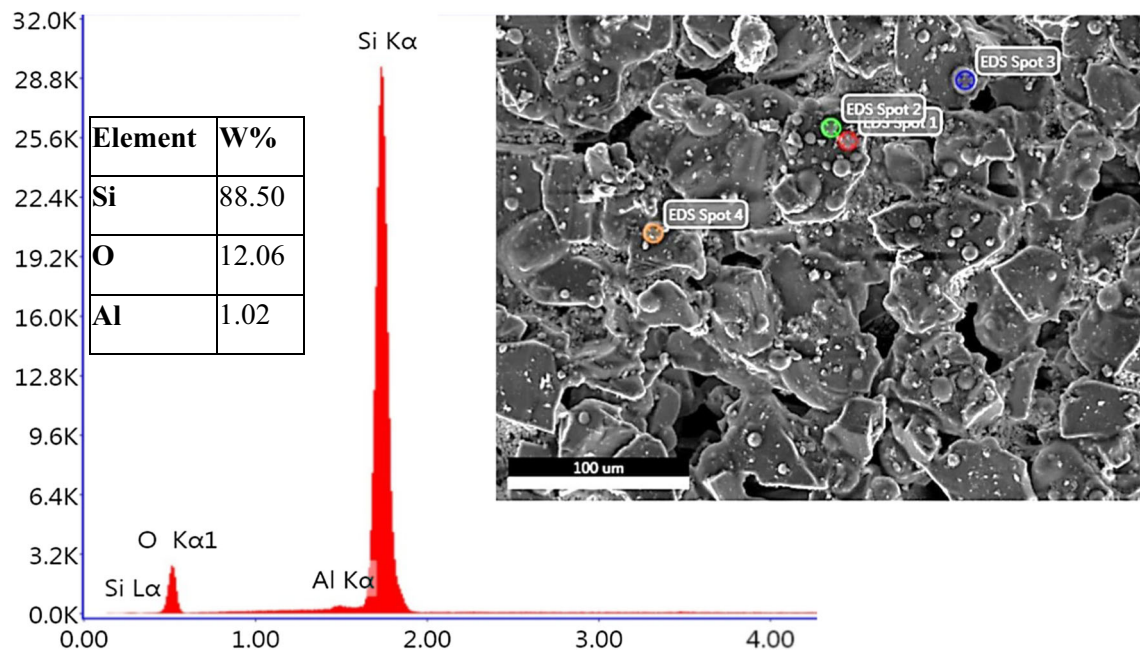 32.0K
28.8K
25.6K
22.4K
19.2K
16.0K
12.8K
9.6K
6.4K
3.2K
0.0K
0.00 1.00 2.00 3.00 4.00
Si Kα
O Kα1
Si Lα
Al Kα
Element W%
Si 88.50
O 12.06
Al 1.02
EDS Spot 3
EDS Spot 2
EDS Spot 1
EDS Spot 4
100 um